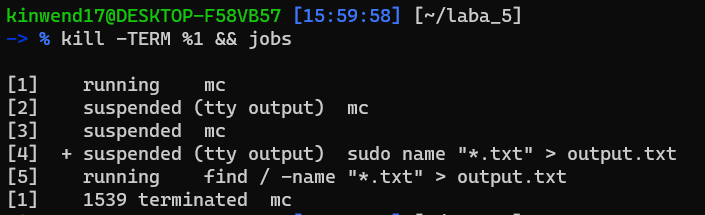 kinwend17@DESKTOP-F58VB57 [15:59:58] [~/laba_5]
-> % kill -TERM %1 && jobs
[1]    running    mc
[2]    suspended (tty output)  mc
[3]    suspended  mc
[4]  + suspended (tty output)  sudo name "*.txt" > output.txt
[5]    running    find / -name "*.txt" > output.txt
[1]    1539 terminated  mc